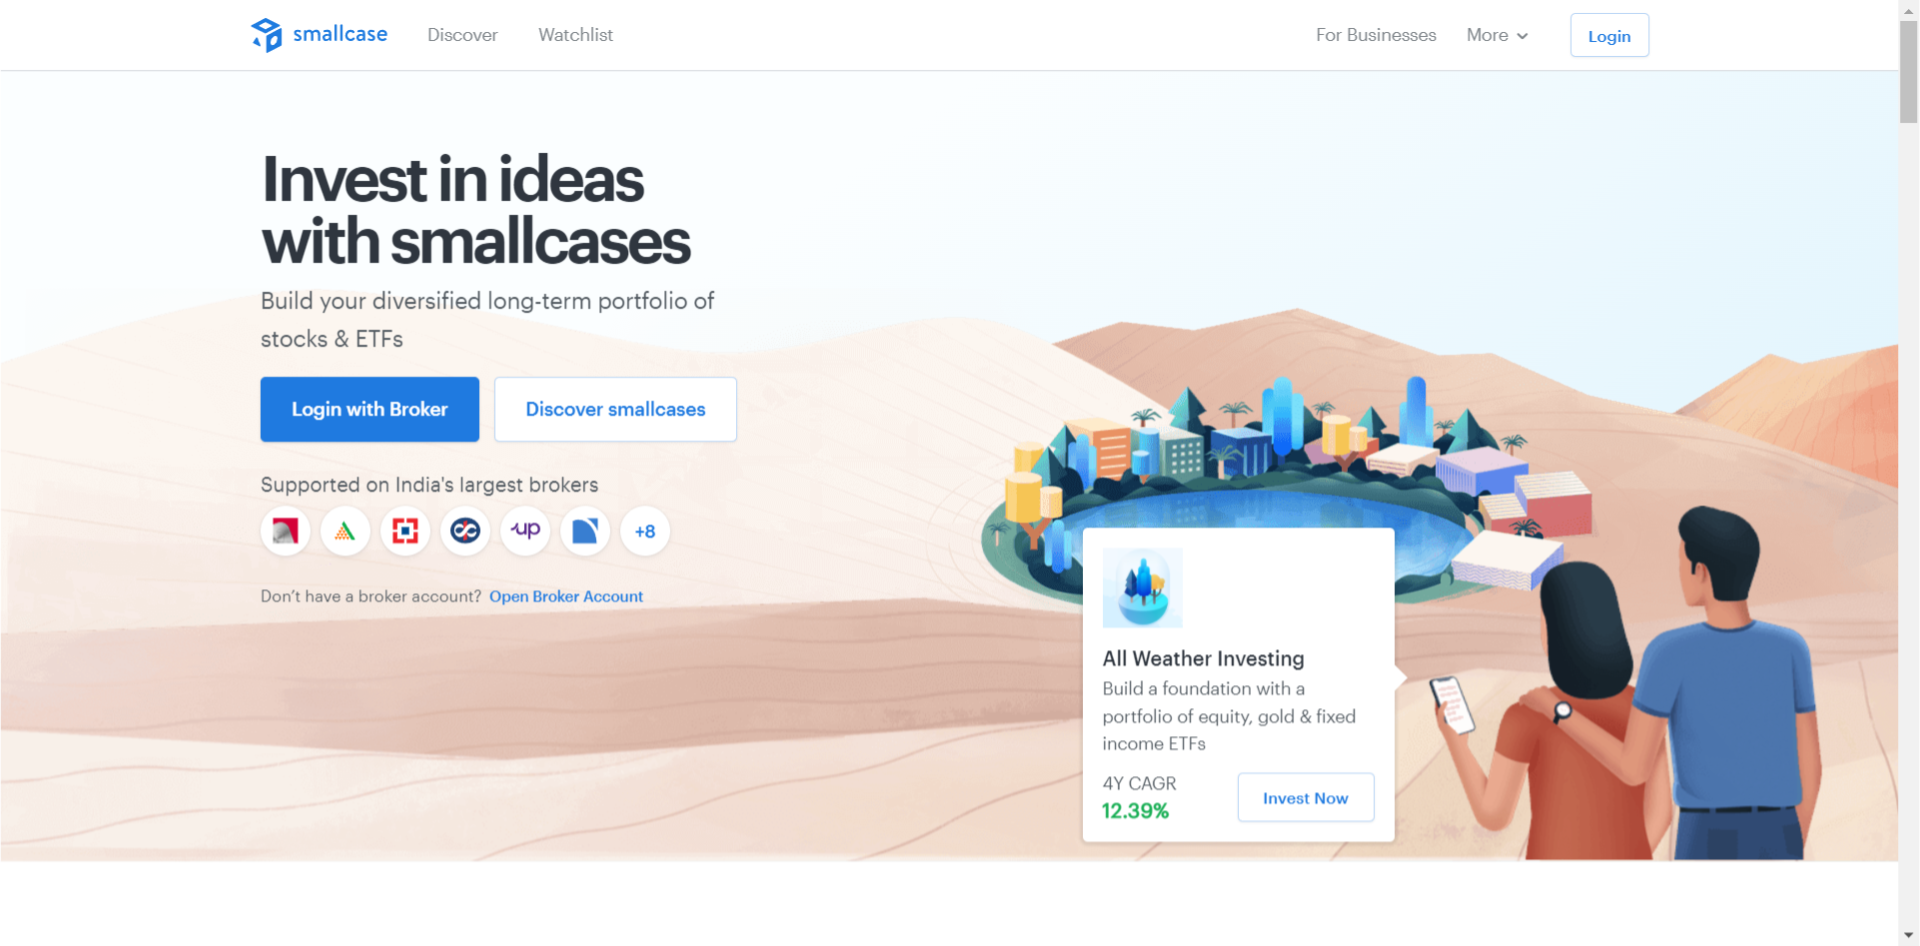 smallcase
Discover
Watchlist
For Businesses
More
Login
Invest in ideas
with smallcases
Build your diversified long-term portfolio of
stocks & ETFs
Login with Broker
Discover smallcases
Supported on India's largest brokers
up
+8
Don’t have a broker account? Open Broker Account
All Weather Investing
Build a foundation with a
portfolio of equity, gold & fixed
income ETFs
4Y CAGR
12.39%
Invest Now